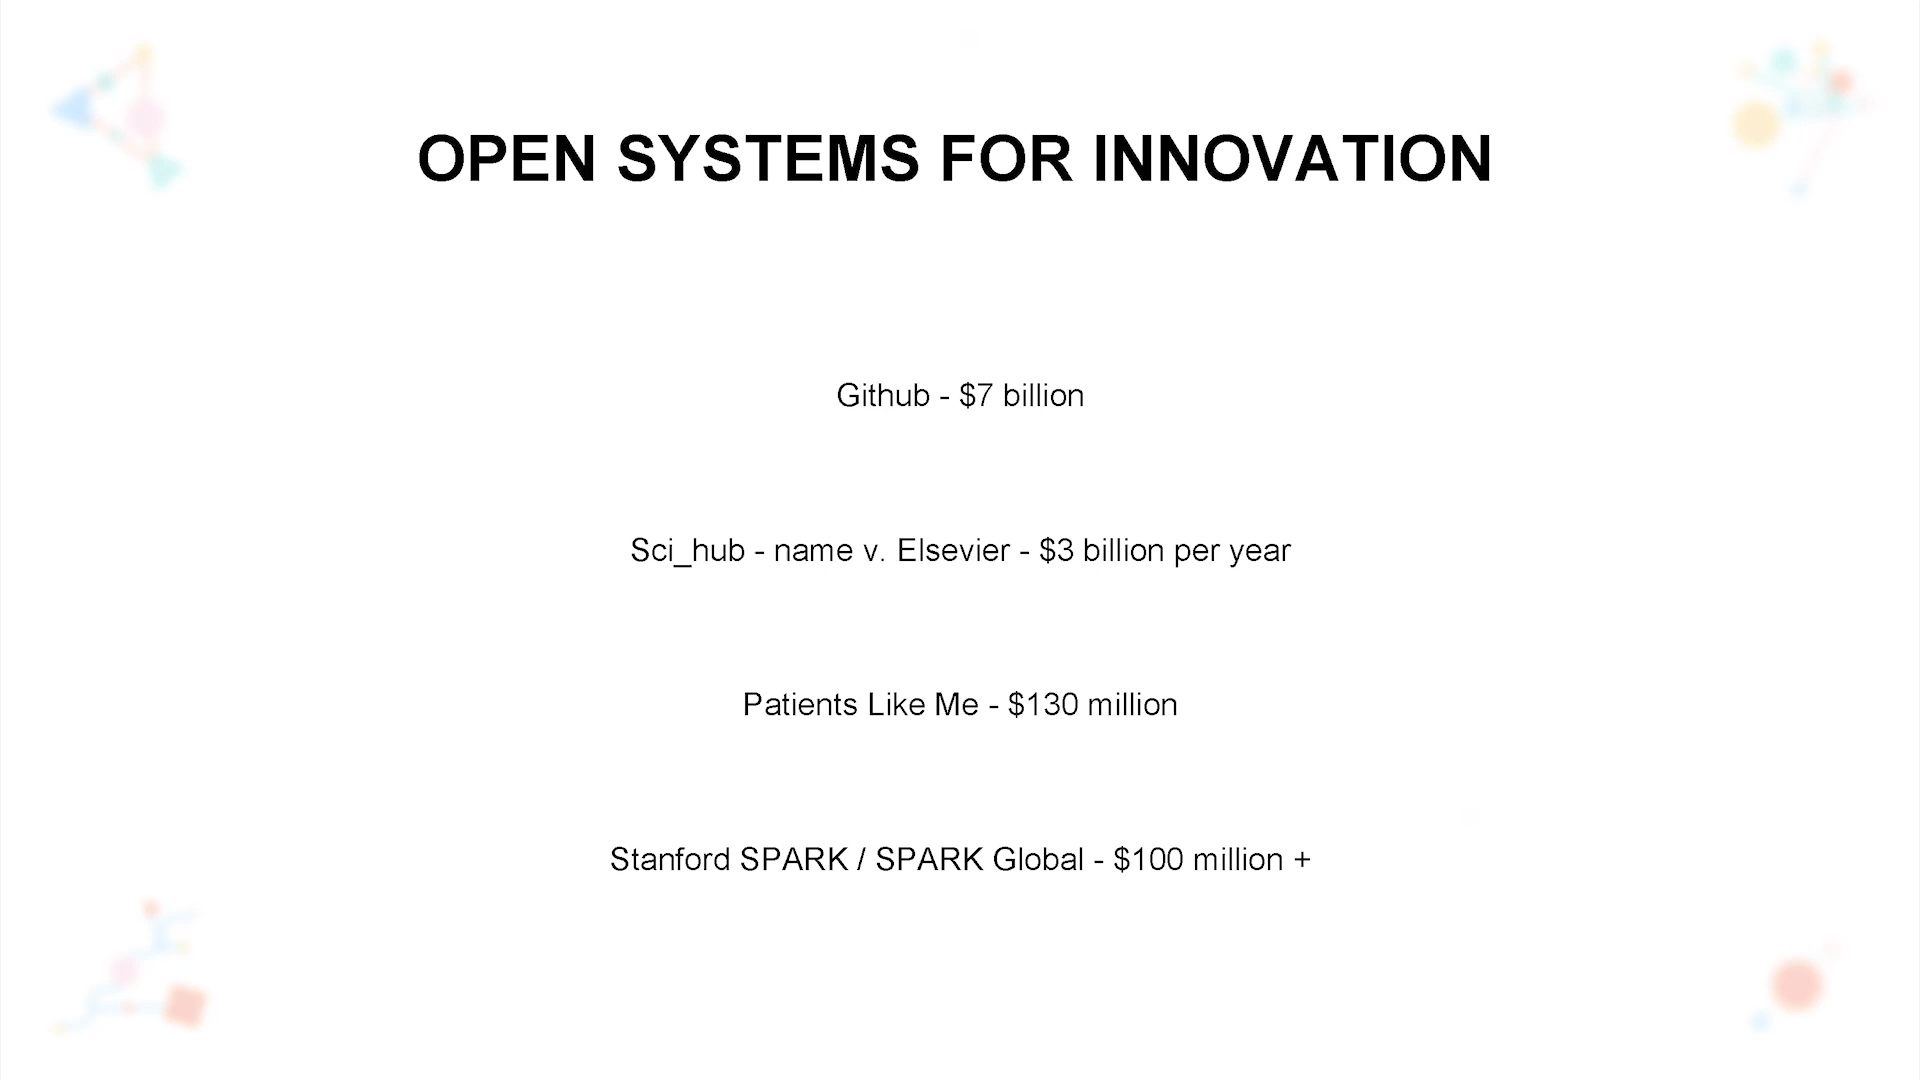 OPEN SYSTEMS FOR INNOVATION
Github - $7 billion
Sci_hub - name v. Elsevier - $3 billion per year
Patients Like Me - $130 million
Stanford SPARK / SPARK Global - $100 million +